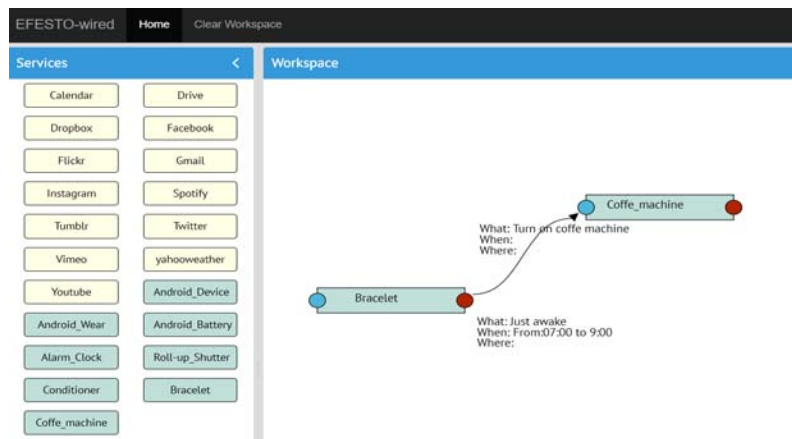 EFESTO-wired Home Clear Workspace
Services <
Workspace
Calendar Drive
Dropbox Facebook
Flickr Gmail
Instagram Spotify
Tumblr Twitter
Vimeo yahooweather
Youtube Android_Device
Android_Wear Android_Battery
Alarm_Clock Roll-up_Shutter
Conditioner Bracelet
Coffe_machine
Coffe_machine
What: Turn on coffe machine
When:
Where:
Bracelet
What: Just awake
When: From:07:00 to 9:00
Where: